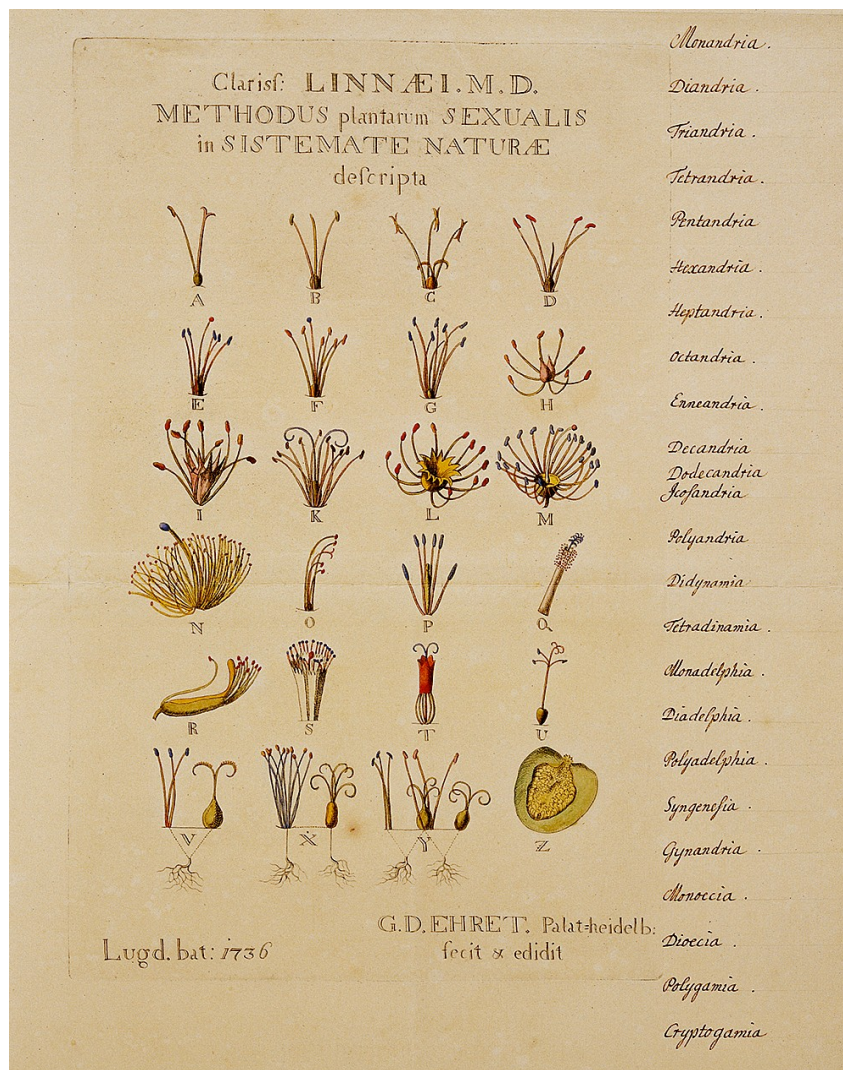 Clariſſ: LINNÆI. M. D.
METHODUS plantarum SEXUALIS
in SISTEMATE NATURÆ
deſcripta
A B C D
E F G H
I K L M
N O P Q
R S T U
V X Y Z
Lugd. bat: 1736
G. D. EHRET. Palat=heidelb:
fecit & edidit
Monandria.
Diandria.
Triandria.
Tetrandria.
Pentandria
Hexandria.
Heptandria.
Octandria.
Enneandria.
Decandria
Dodecandria
Jcoſandria
Polyandria
Didynamia
Tetradinamia.
Monadelphia.
Diadelphia.
Polyadelphia.
Syngeneſia.
Gynandria.
Monoccia.
Dioecia.
Polygamia.
Cryptogamia